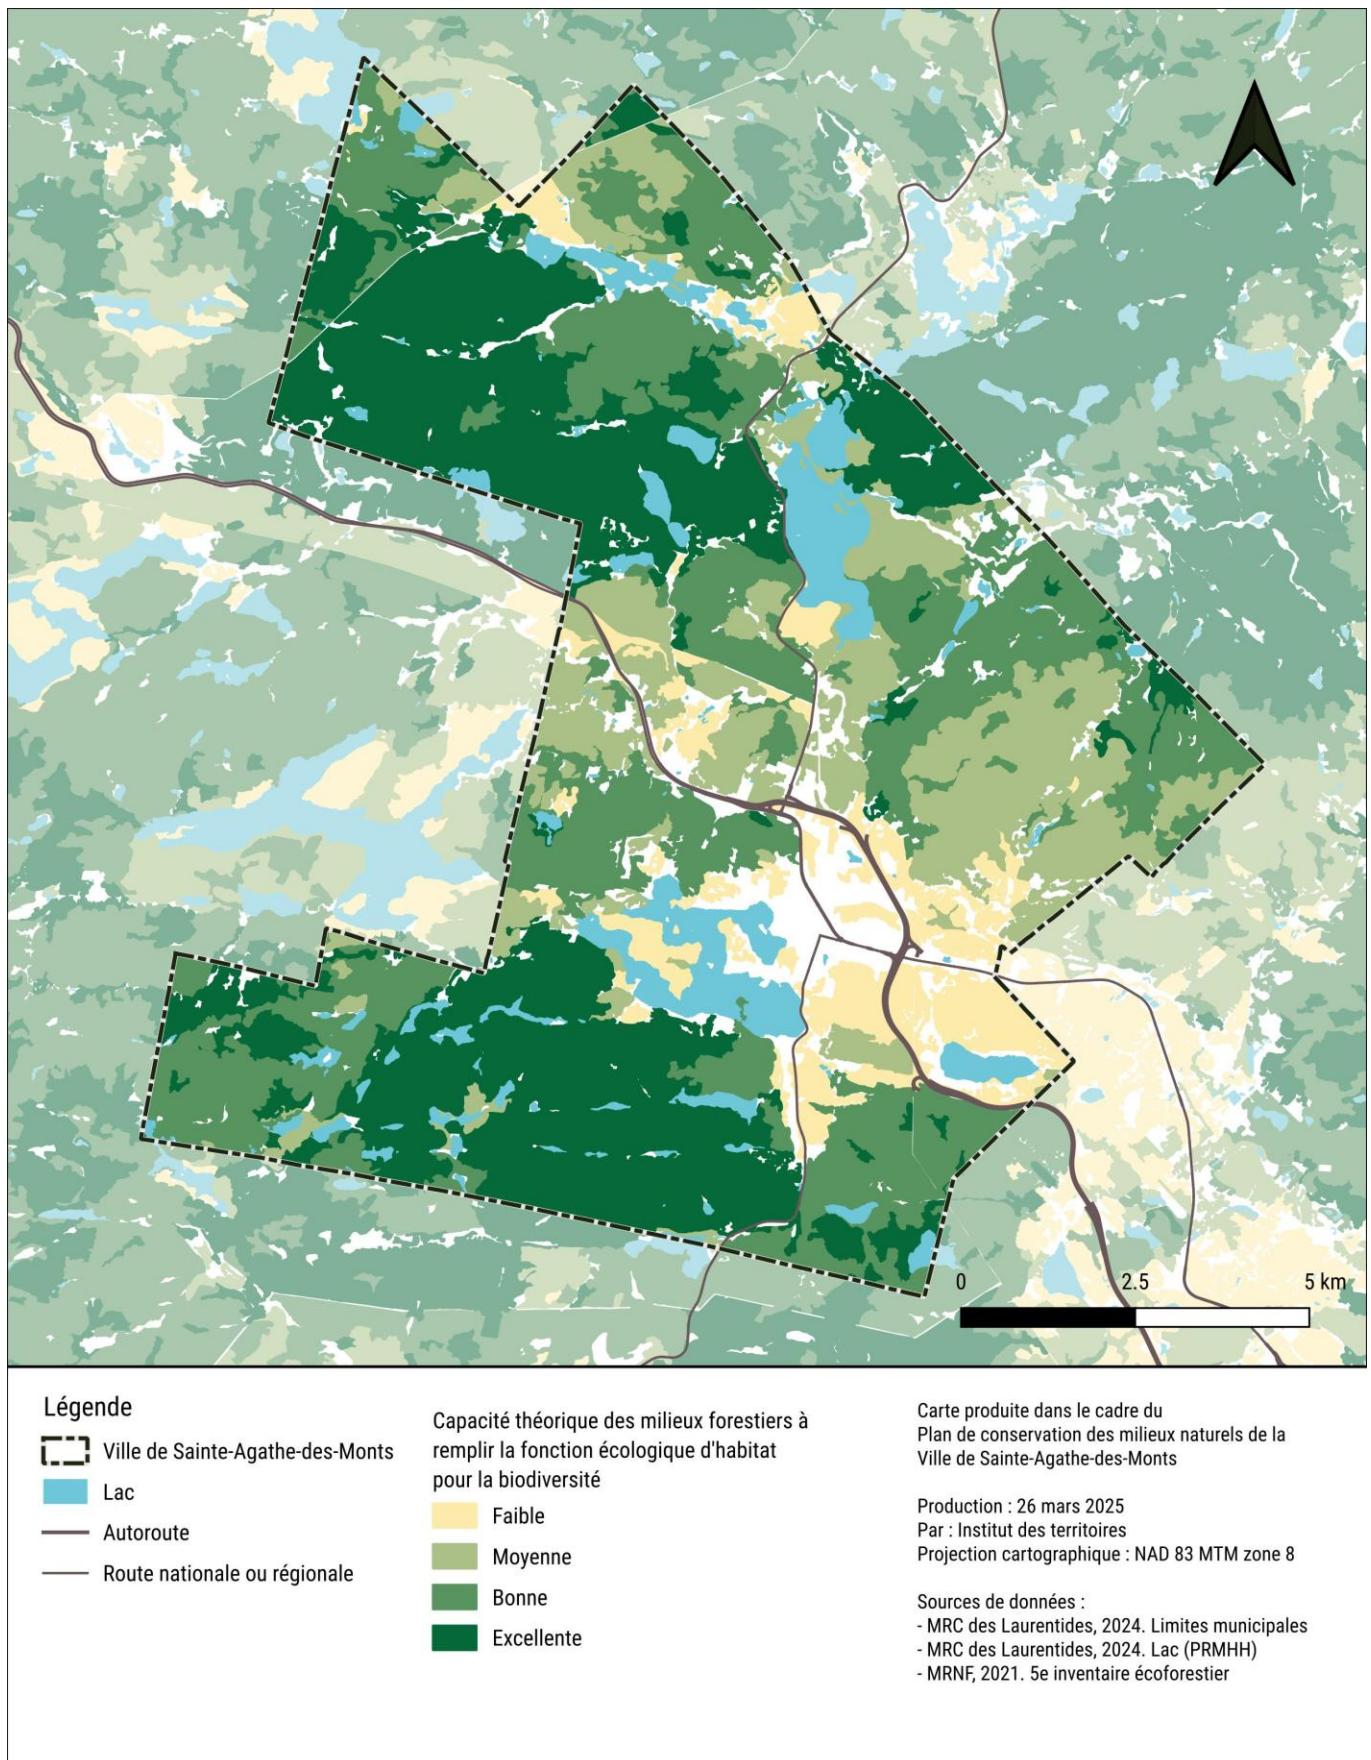 0 2.5 5 km
Légende
Ville de Sainte-Agathe-des-Monts
Lac
Autoroute
Route nationale ou régionale
Capacité théorique des milieux forestiers à
remplir la fonction écologique d'habitat
pour la biodiversité
Faible
Moyenne
Bonne
Excellente
Carte produite dans le cadre du
Plan de conservation des milieux naturels de la
Ville de Sainte-Agathe-des-Monts
Production : 26 mars 2025
Par : Institut des territoires
Projection cartographique : NAD 83 MTM zone 8
Sources de données :
- MRC des Laurentides, 2024. Limites municipales
- MRC des Laurentides, 2024. Lac (PRMHH)
- MRNF, 2021. 5e inventaire écoforestier